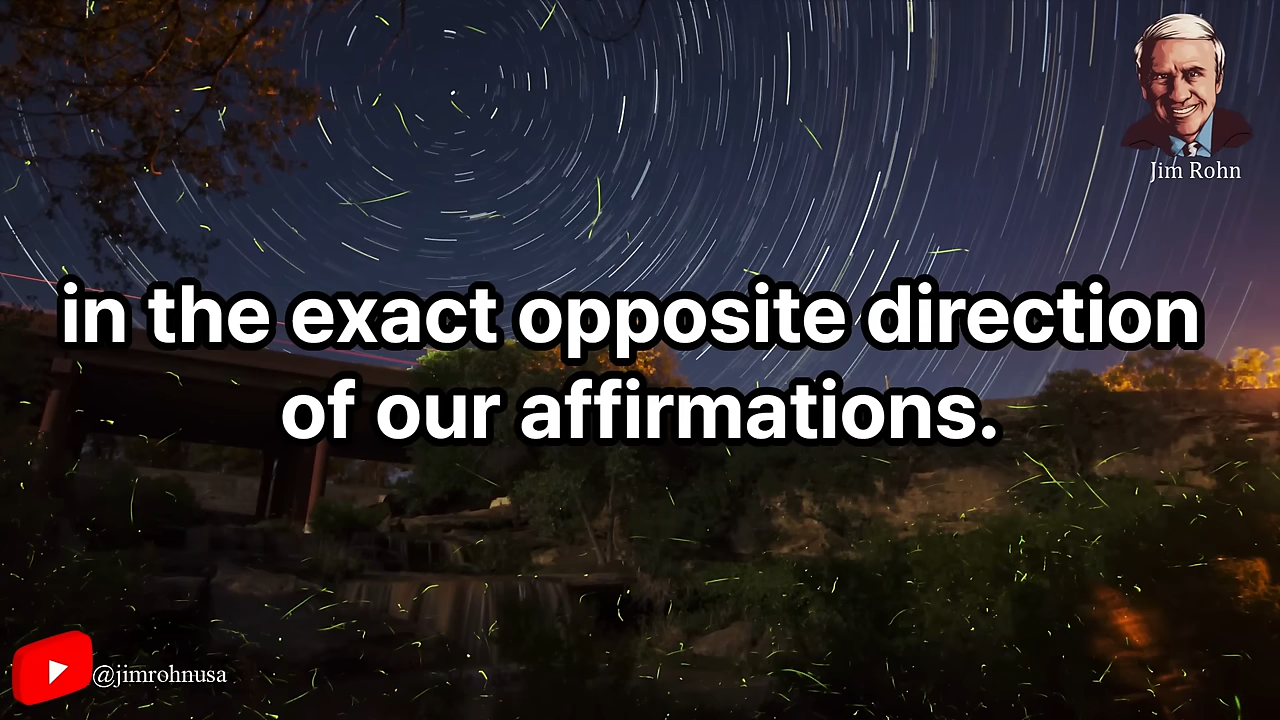 Jim Rohn
in the exact opposite direction
of our affirmations.
@jimrohnusa